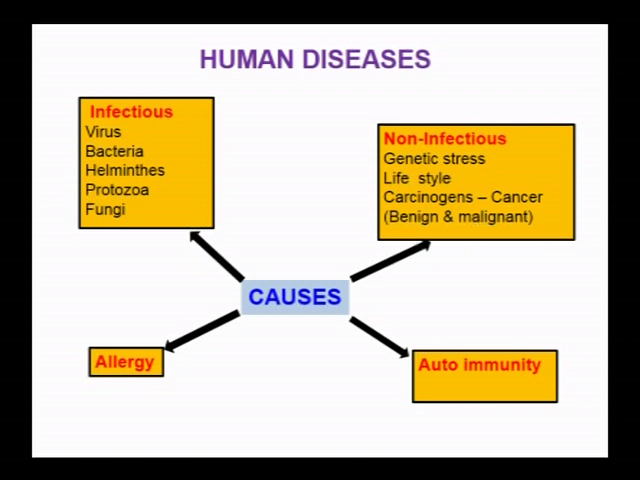 HUMAN DISEASES
Infectious
Virus
Bacteria
Helminthes
Protozoa
Fungi
Non-Infectious
Genetic stress
Life style
Carcinogens – Cancer
(Benign & malignant)
CAUSES
Allergy
Auto immunity